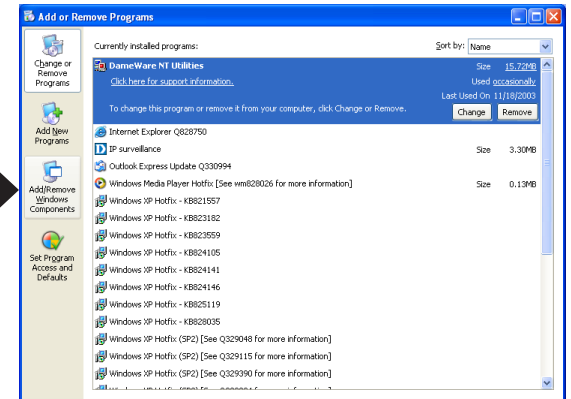 Add or Remove Programs
Change or
Remove
Programs
Add New
Programs
Add/Remove
Windows
Components
Set Program
Access and
Defaults
Currently installed programs:
Sort by: Name
DameWare NT Utilities Size 15.72MB
Click here for support information. Used occasionally
Last Used On 11/18/2003
To change this program or remove it from your computer, click Change or Remove. Change Remove
Internet Explorer Q828750
IP surveillance Size 3.30MB
Outlook Express Update Q330994
Windows Media Player Hotfix [See wm828026 for more information] Size 0.13MB
Windows XP Hotfix - KB821557
Windows XP Hotfix - KB823182
Windows XP Hotfix - KB823559
Windows XP Hotfix - KB824105
Windows XP Hotfix - KB824141
Windows XP Hotfix - KB824146
Windows XP Hotfix - KB825119
Windows XP Hotfix - KB828035
Windows XP Hotfix (SP2) [See Q329048 for more information]
Windows XP Hotfix (SP2) [See Q329115 for more information]
Windows XP Hotfix (SP2) [See Q329390 for more information]